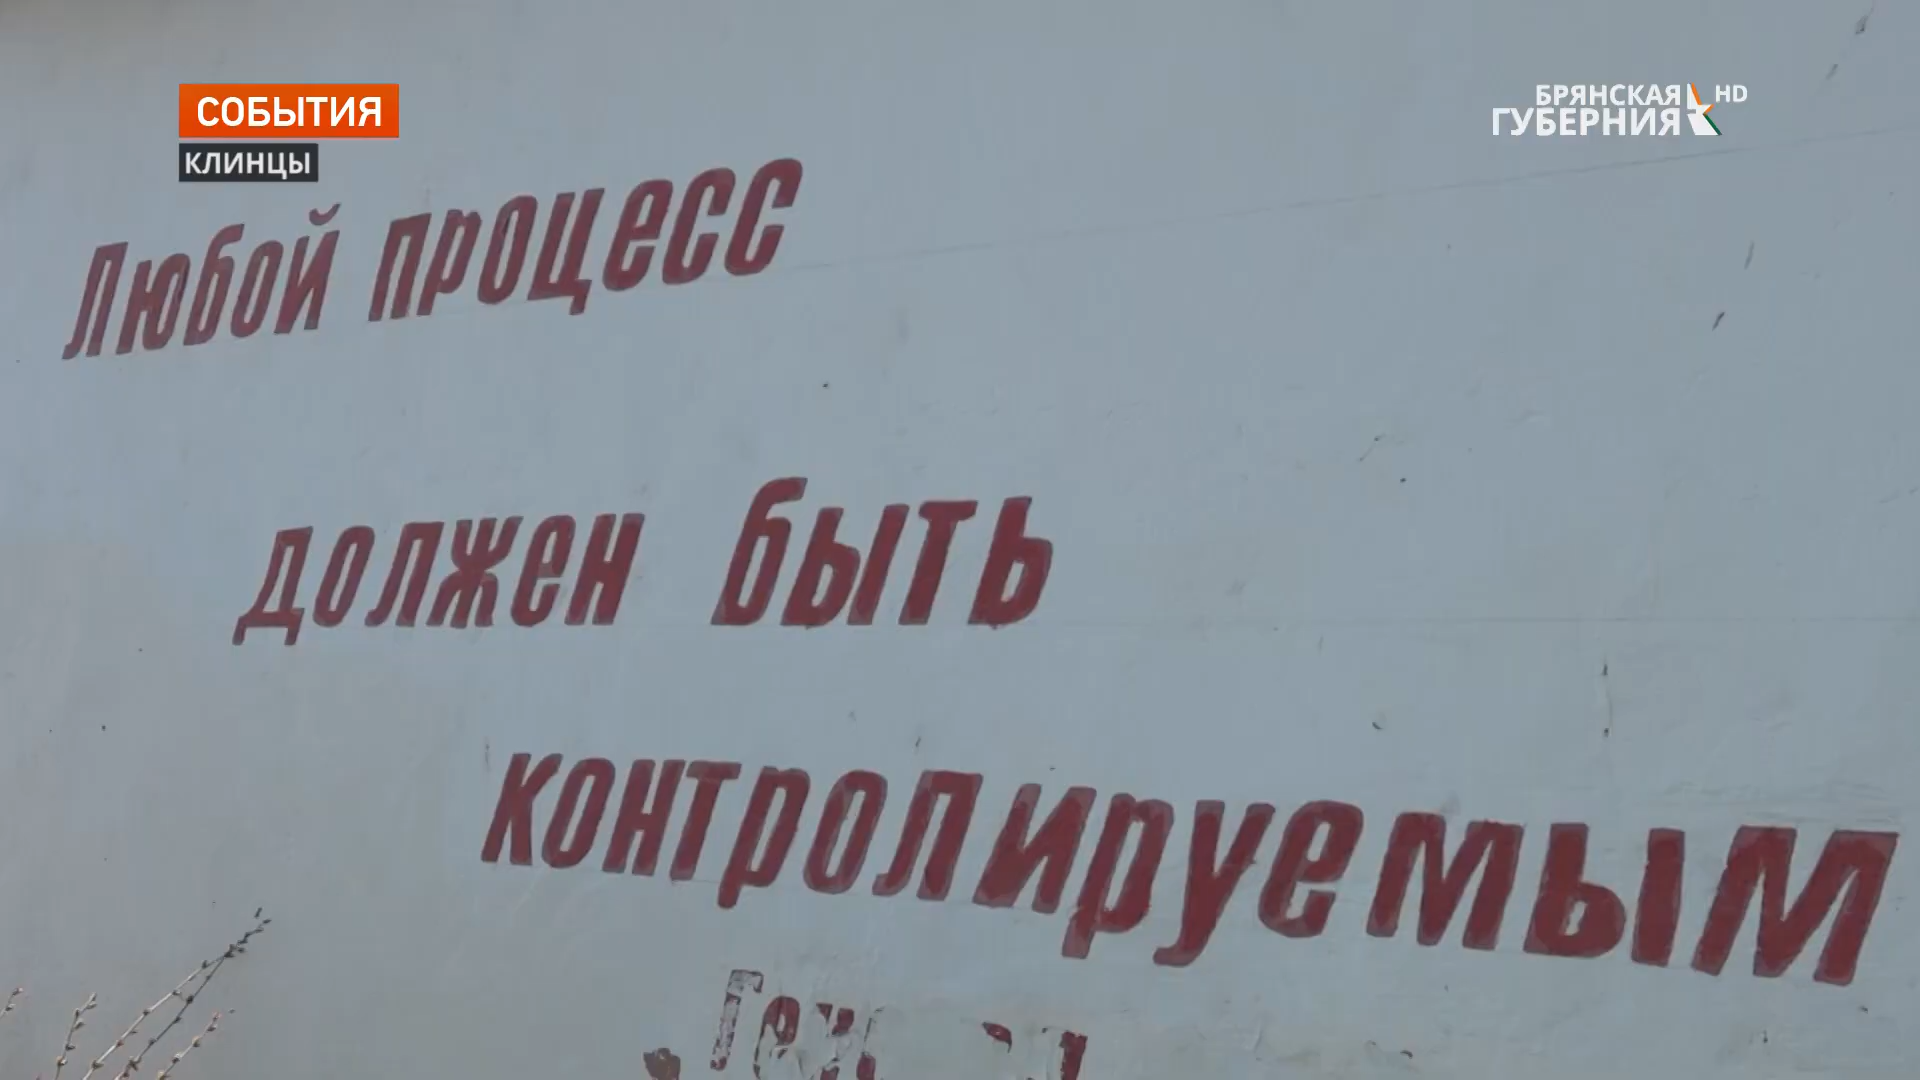 СОБЫТИЯ
КЛИНЦЫ
БРЯНСКАЯ HD
ГУБЕРНИЯ
Любой процесс
должен быть
контролируемым